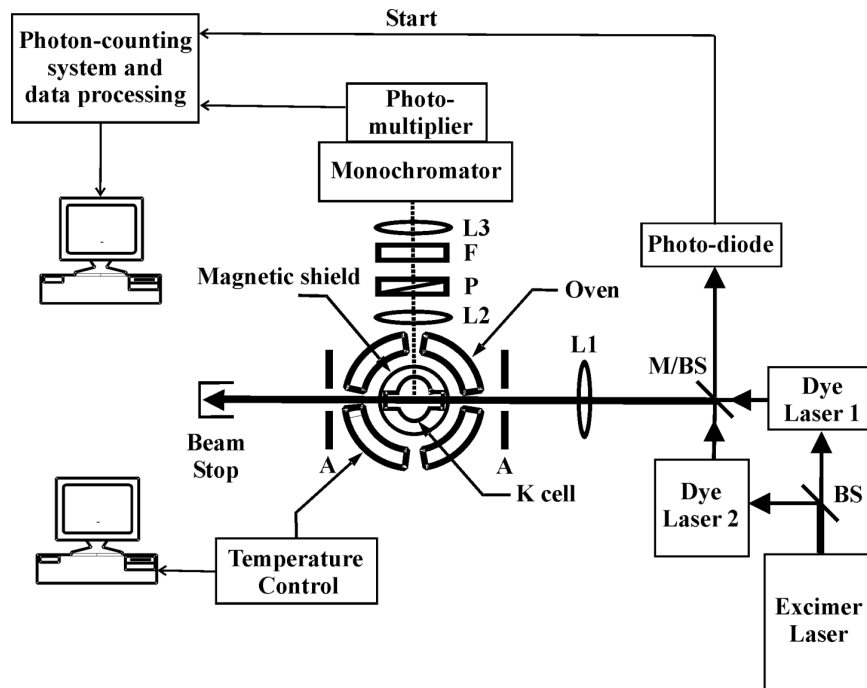 Start
Photon-counting
system and
data processing
Photo-
multiplier
Monochromator
L3
F
P
L2
Magnetic shield
Oven
Photo-diode
L1
M/BS
Dye
Laser 1
Beam
Stop
A
A
K cell
Dye
Laser 2
BS
Temperature
Control
Excimer
Laser